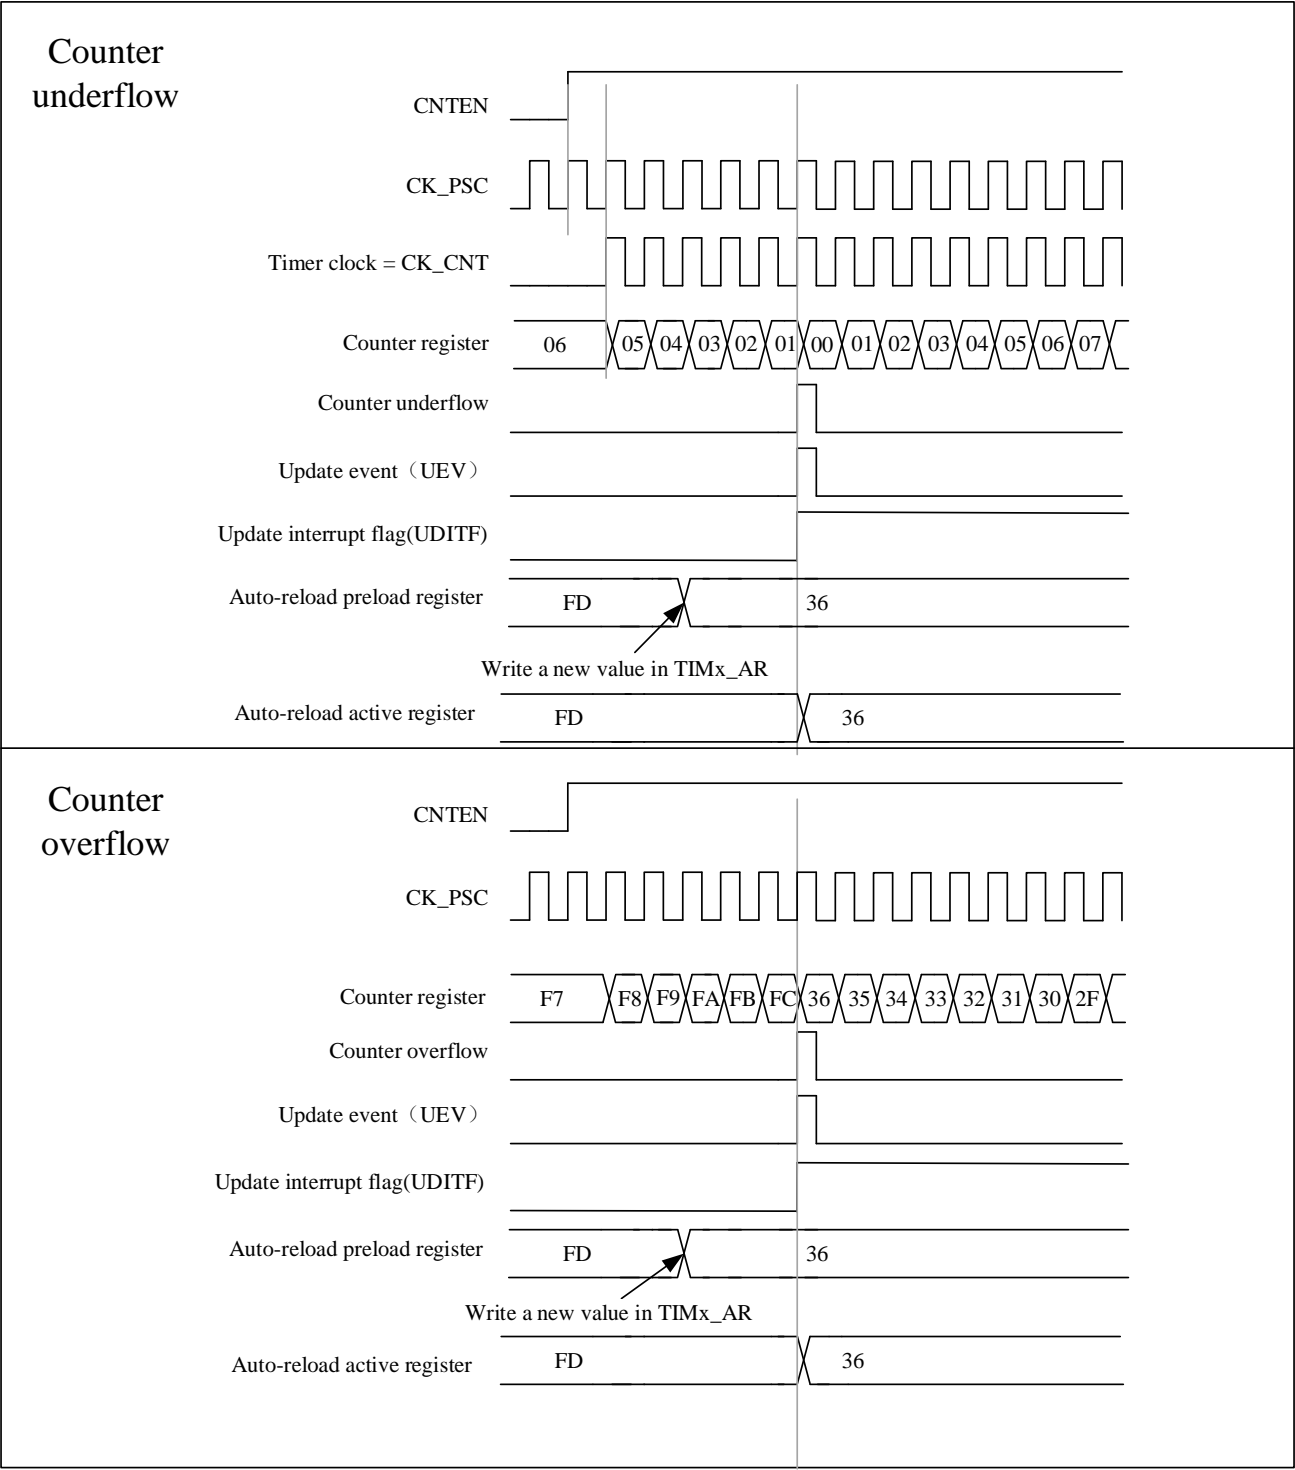 Counter
underflow
CNTEN
CK_PSC
Timer clock = CK_CNT
Counter register 06 05 04 03 02 01 00 01 02 03 04 05 06 07
Counter underflow
Update event（UEV）
Update interrupt flag(UDITF)
Auto-reload preload register FD 36
Write a new value in TIMx_AR
Auto-reload active register FD 36
Counter
overflow
CNTEN
CK_PSC
Counter register F7 F8 F9 FA FB FC 36 35 34 33 32 31 30 2F
Counter overflow
Update event（UEV）
Update interrupt flag(UDITF)
Auto-reload preload register FD 36
Write a new value in TIMx_AR
Auto-reload active register FD 36